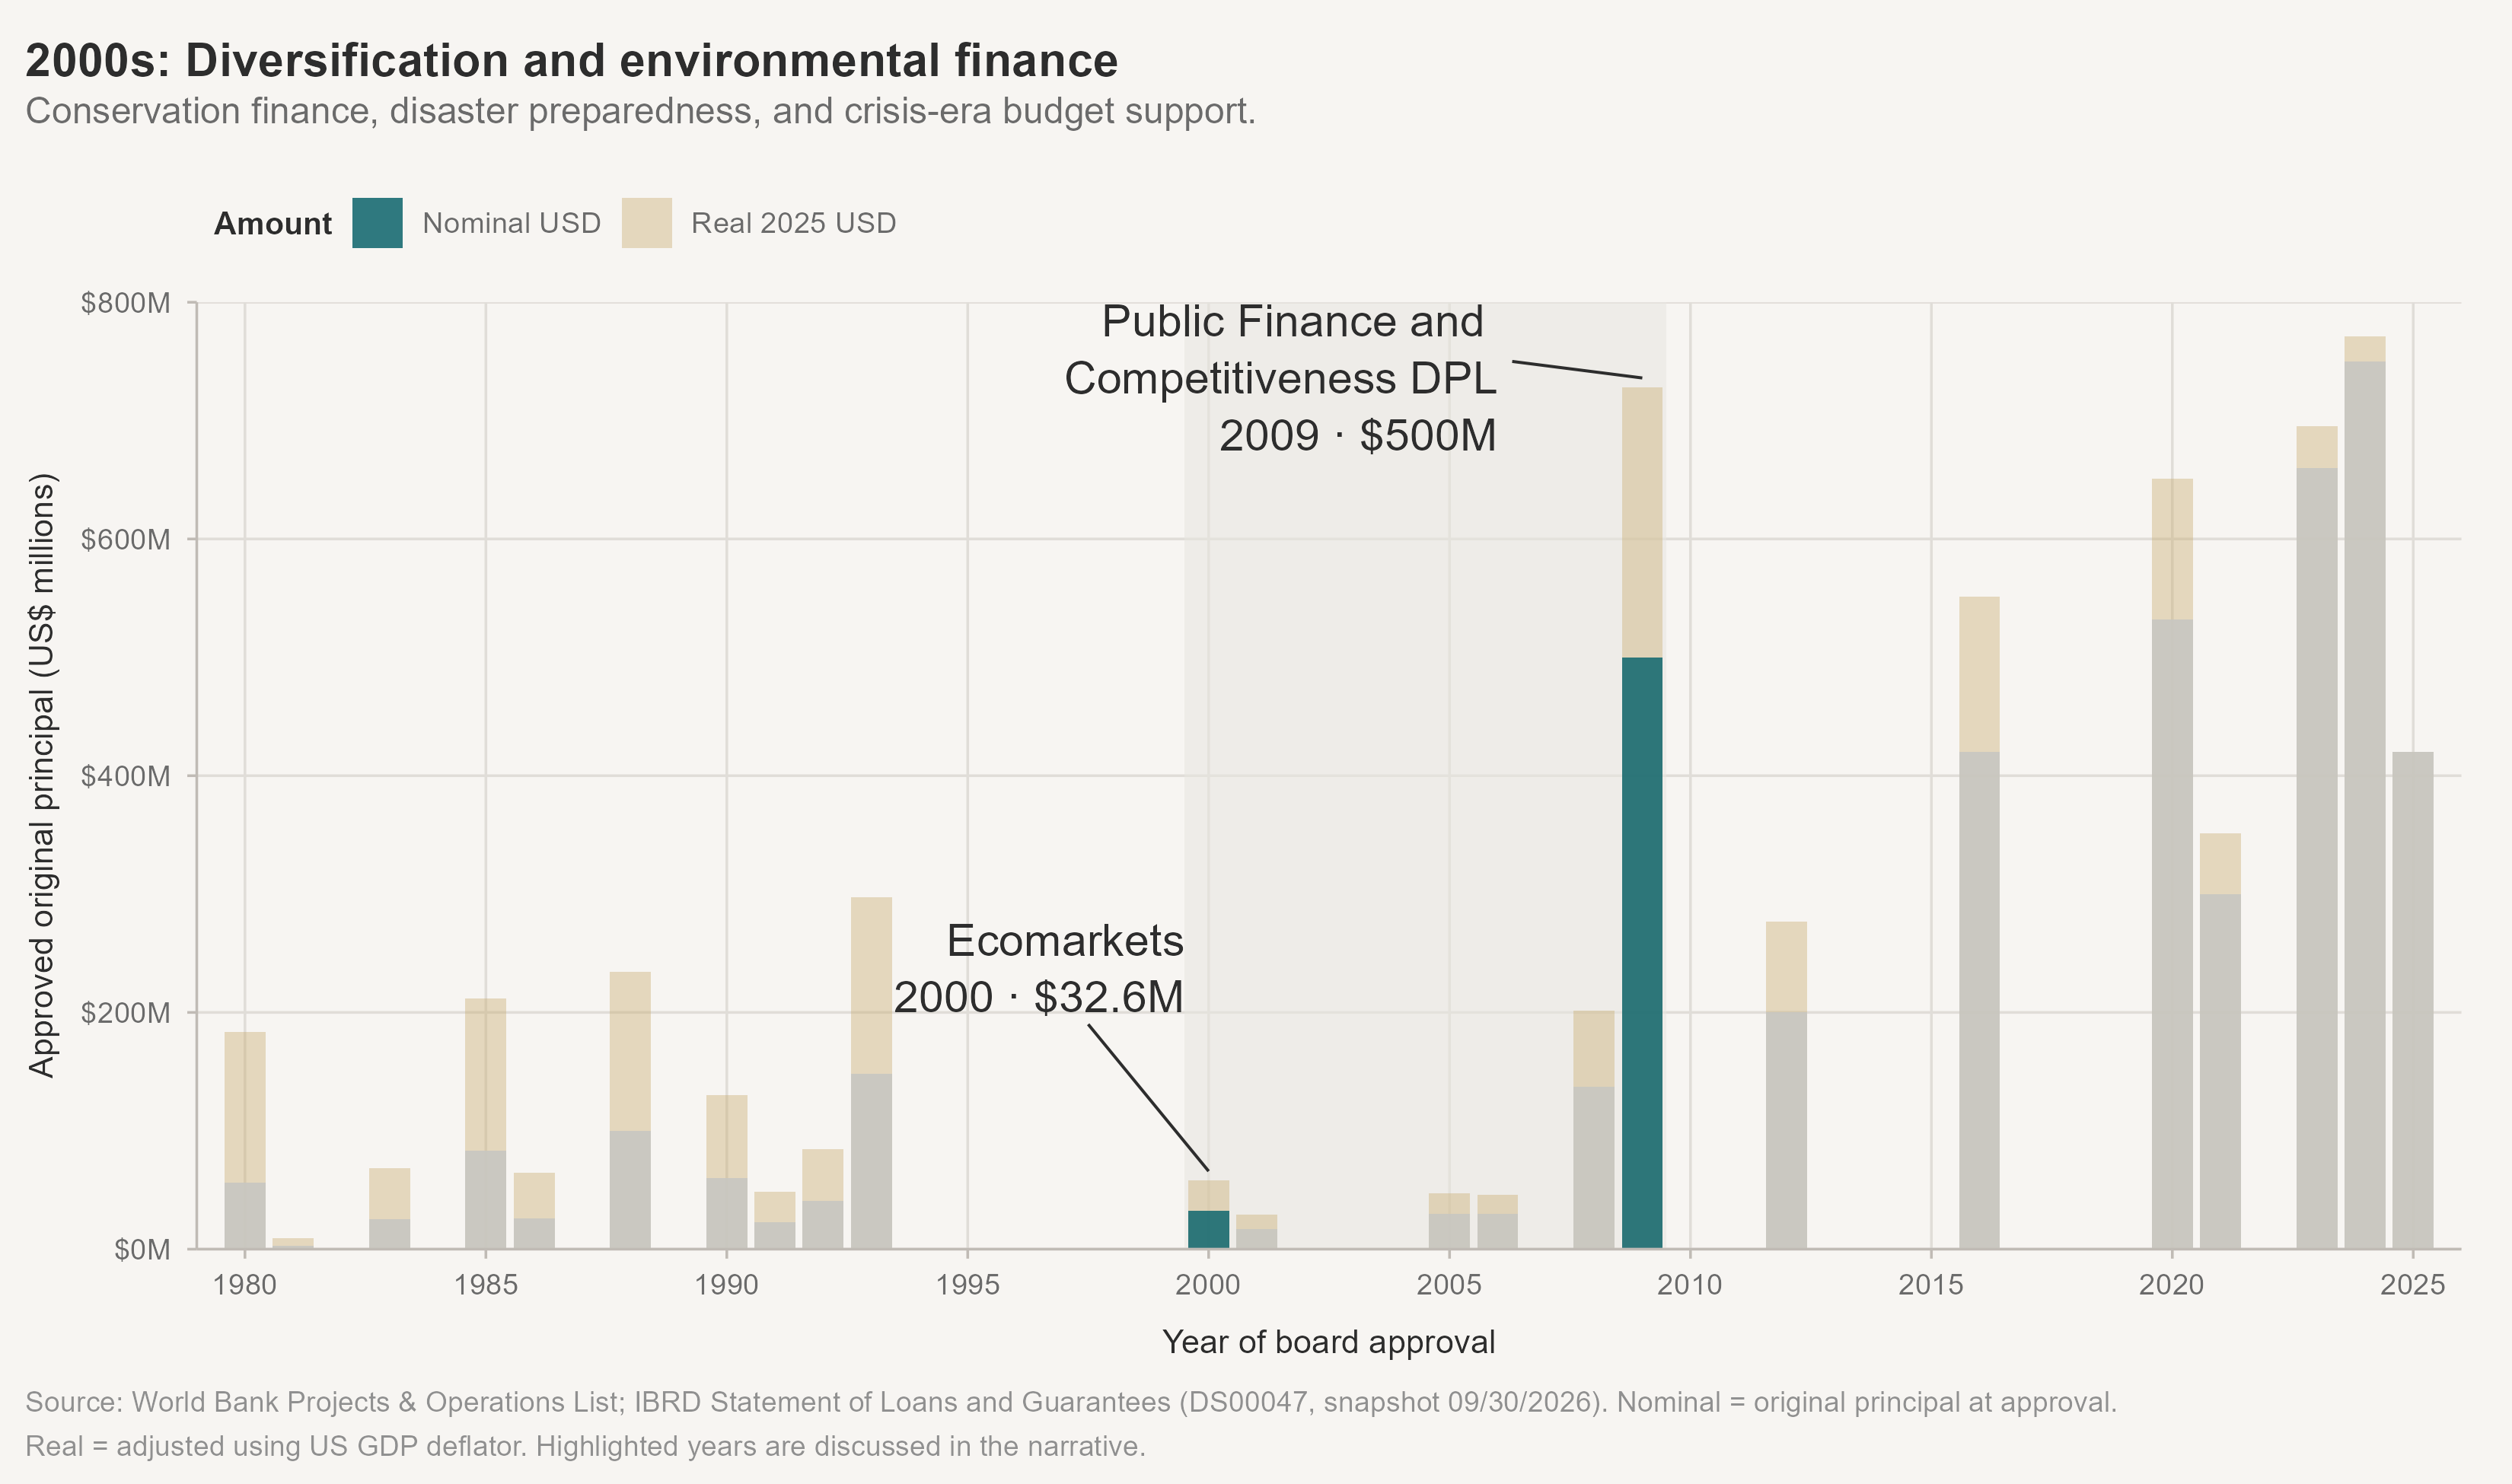 2000s: Diversification and environmental finance
Conservation finance, disaster preparedness, and crisis-era budget support.
Amount
Nominal USD
Real 2025 USD
Approved original principal (US$ millions)
$800M
$600M
$400M
$200M
$0M
Public Finance and
Competitiveness DPL
2009 · $500M
Ecomarkets
2000 · $32.6M
1980
1985
1990
1995
2000
2005
2010
2015
2020
2025
Year of board approval
Source: World Bank Projects & Operations List; IBRD Statement of Loans and Guarantees (DS00047, snapshot 09/30/2026). Nominal = original principal at approval.
Real = adjusted using US GDP deflator. Highlighted years are discussed in the narrative.